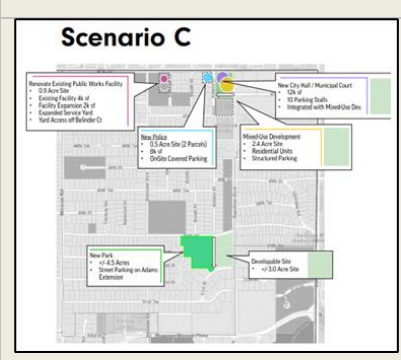 Scenario C
Renovate Existing Public Works Facility
• 0.9 Acre Site
• Existing Facility 4k sf
• Facility Expansion 2k sf
• Expanded Service Yard
• Yard Access off Belinder Ct
New Police
• 0.5 Acre Site (2 Parcels)
• 8k sf
• OnSite Covered Parking
New City Hall / Municipal Court
• 12k sf
• 10 Parking Stalls
• Integrated with Mixed-Use Dev.
Mixed-Use Development
• 2.4 Acre Site
• Residential Units
• Structured Parking
New Park
• +/- 4.5 Acres
• Street Parking on Adams
Extension
Developable Site
• +/-3.0 Acre Site